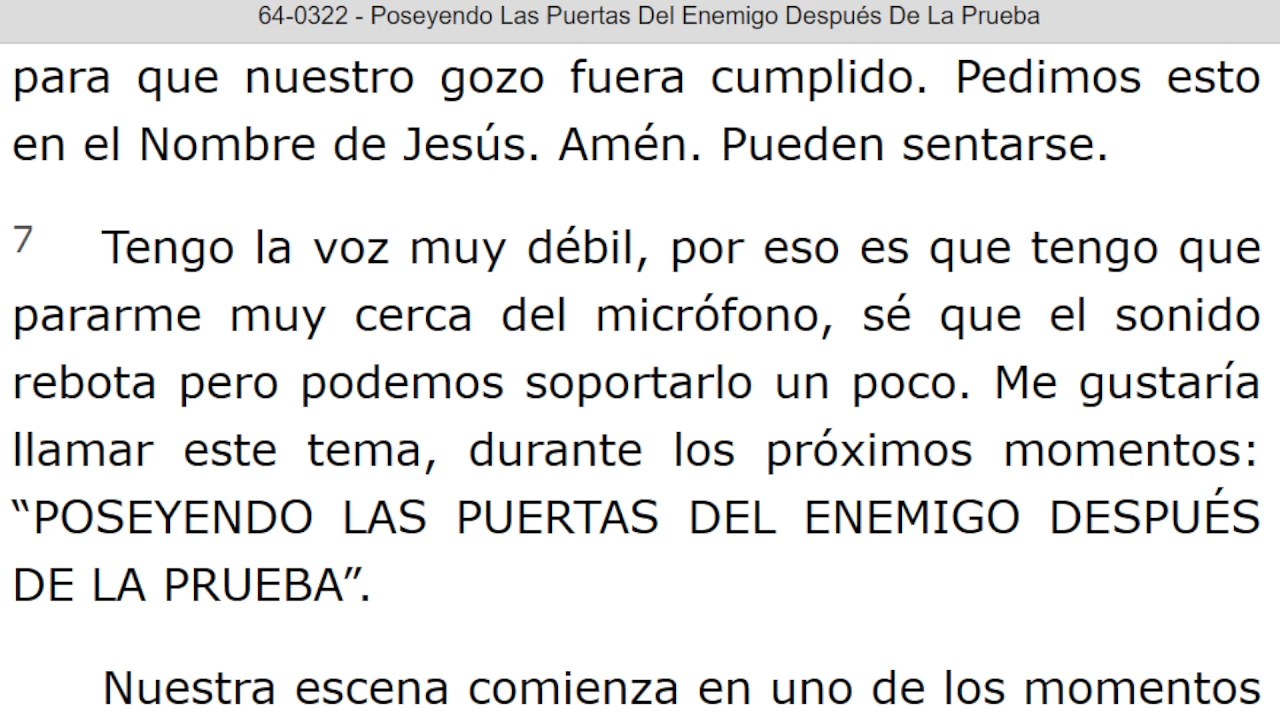 64-0322 - Poseyendo Las Puertas Del Enemigo Después De La Prueba
para que nuestro gozo fuera cumplido. Pedimos esto
en el Nombre de Jesús. Amén. Pueden sentarse.
7 Tengo la voz muy débil, por eso es que tengo que
pararme muy cerca del micrófono, sé que el sonido
rebota pero podemos soportarlo un poco. Me gustaría
llamar este tema, durante los próximos momentos:
“POSEYENDO LAS PUERTAS DEL ENEMIGO DESPUÉS
DE LA PRUEBA”.
Nuestra escena comienza en uno de los momentos